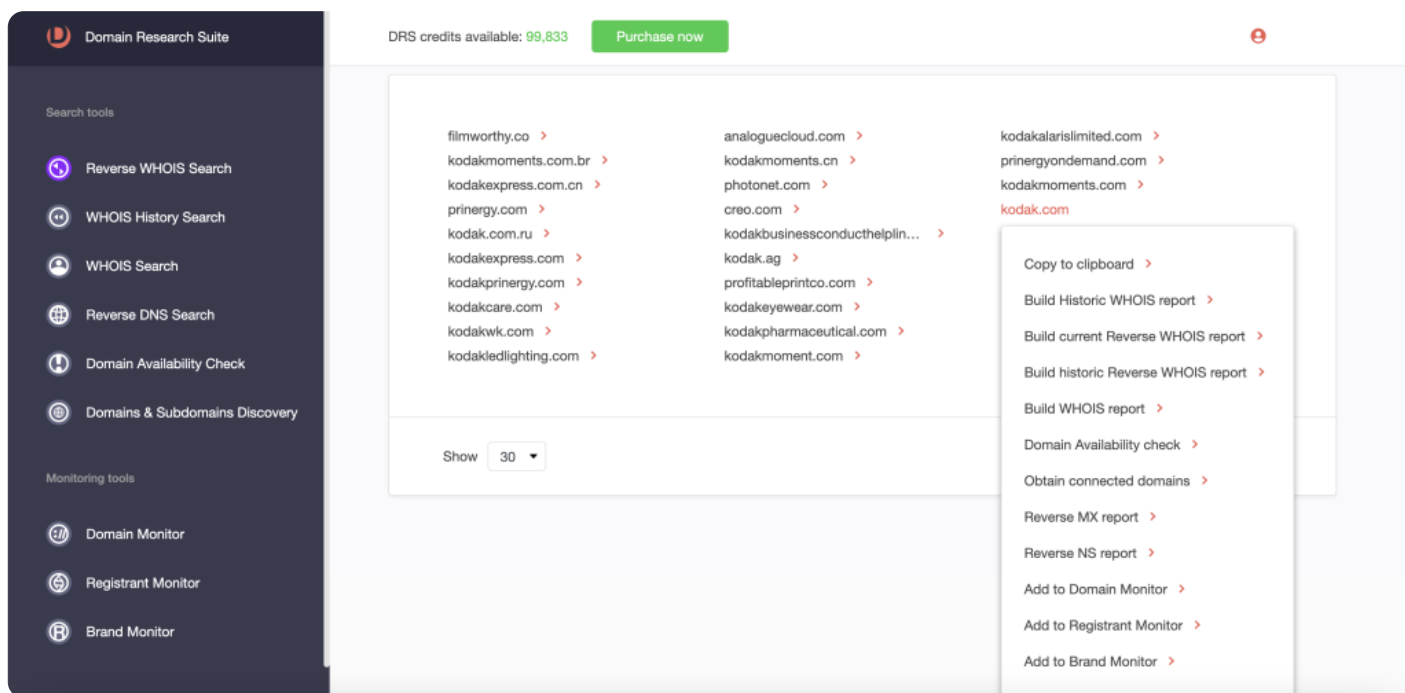 Domain Research Suite
Search tools
Reverse WHOIS Search
WHOIS History Search
WHOIS Search
Reverse DNS Search
Domain Availability Check
Domains & Subdomains Discovery
Monitoring tools
Domain Monitor
Registrant Monitor
Brand Monitor
DRS credits available: 99,833
Purchase now
filmworthy.co
kodakmoments.com.br
kodakexpress.com.cn
prinergy.com
kodak.com.ru
kodakexpress.com
kodakprinergy.com
kodakcare.com
kodakwk.com
kodakledlighting.com
analoguecloud.com
kodakmoments.cn
photonet.com
creo.com
kodakbusinessconducthelplin...
kodak.ag
profitableprintco.com
kodakeyewear.com
kodakpharmaceutical.com
kodakmoment.com
kodakalarislimited.com
prinergyondemand.com
kodakmoments.com
kodak.com
Copy to clipboard
Build Historic WHOIS report
Build current Reverse WHOIS report
Build historic Reverse WHOIS report
Build WHOIS report
Domain Availability check
Obtain connected domains
Reverse MX report
Reverse NS report
Add to Domain Monitor
Add to Registrant Monitor
Add to Brand Monitor
Show 30